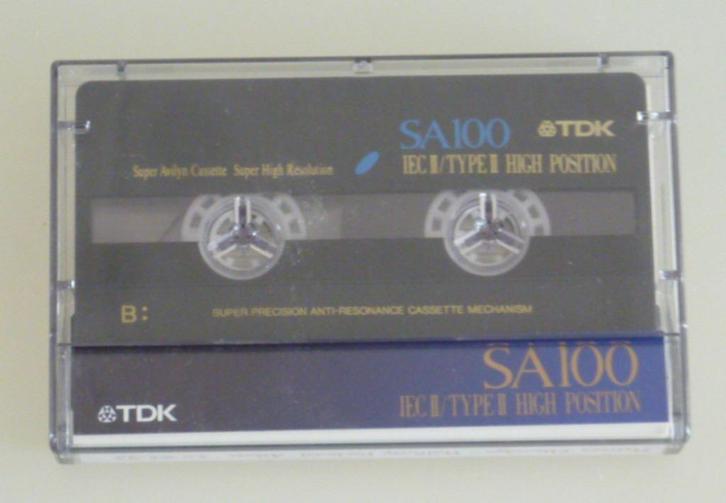 SA100 TDK
Super Avilyn Cassette Super High Resolution IEC II/TYPE II HIGH POSITION
B: SUPER PRECISION ANTI-RESONANCE CASSETTE MECHANISM
SA100
TDK IEC II/TYPE II HIGH POSITION